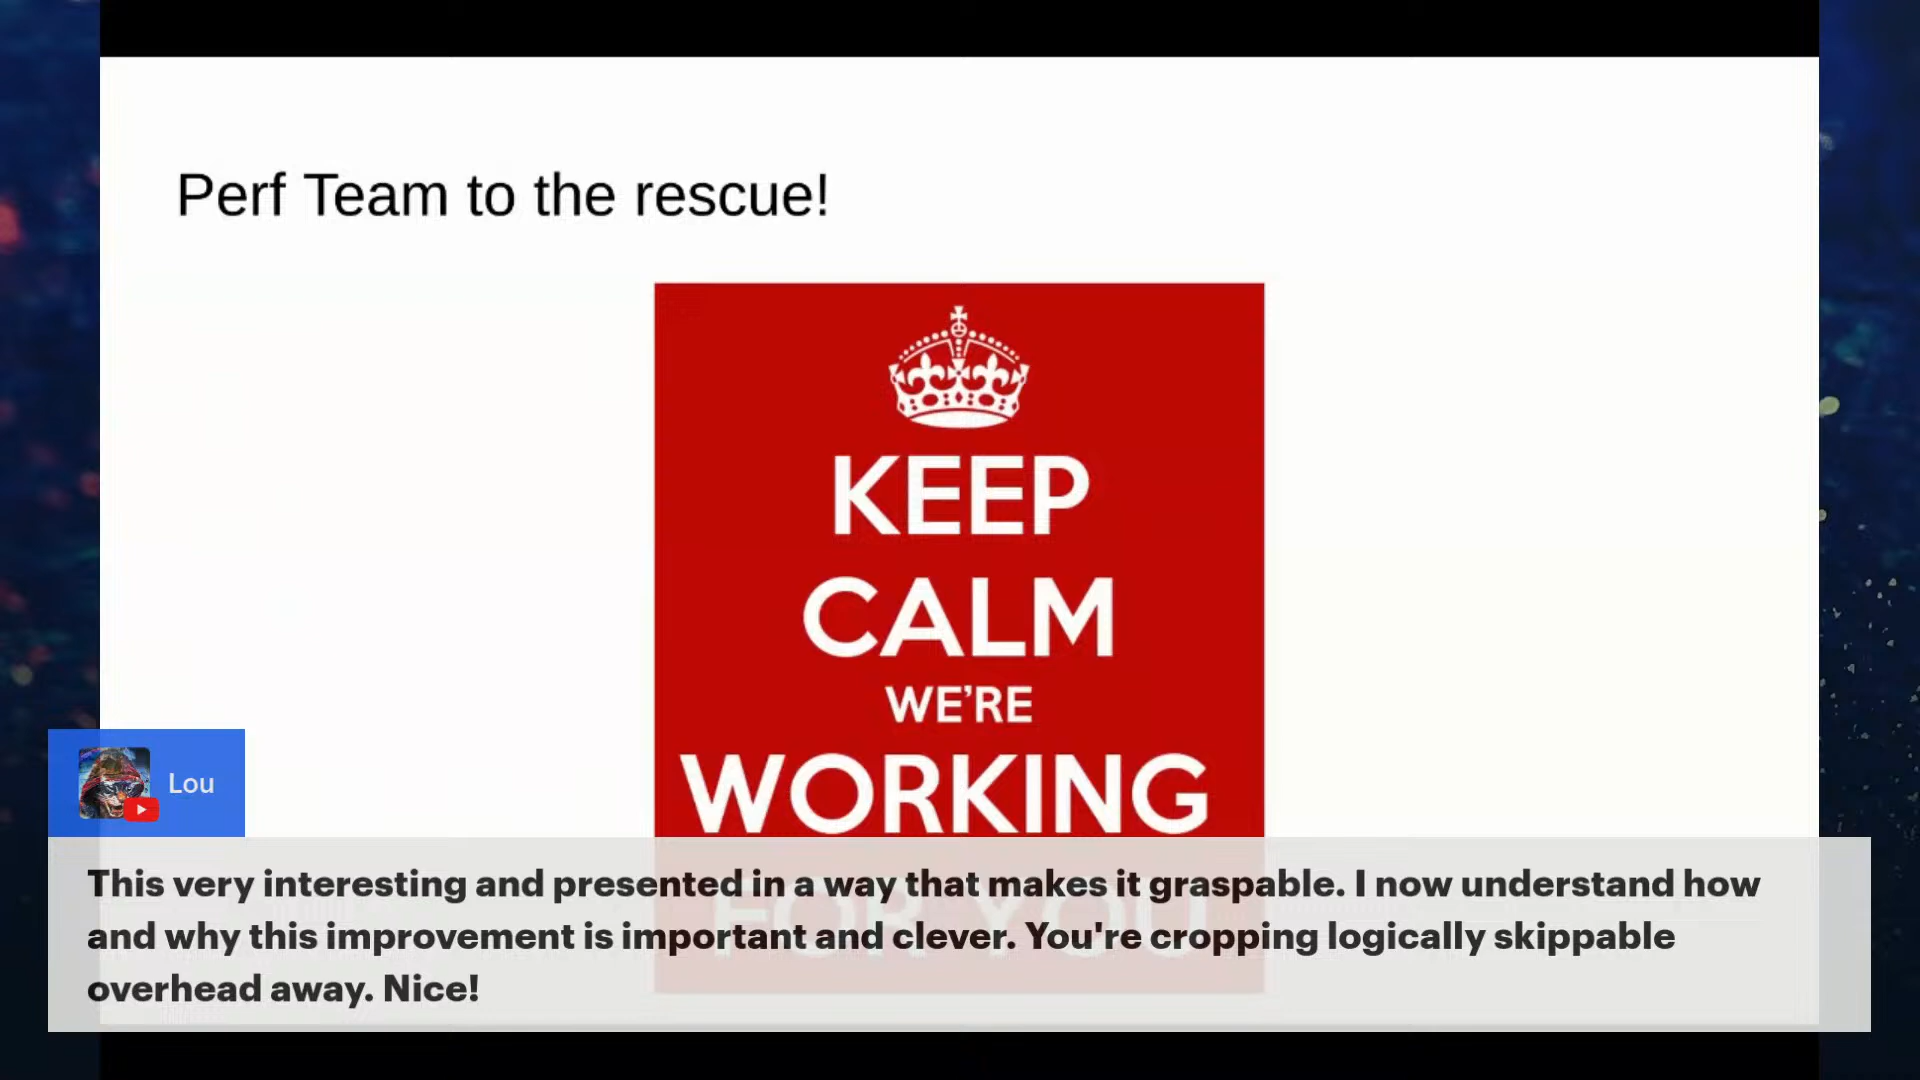 Perf Team to the rescue!
KEEP
CALM
WE'RE
WORKING
FOR YOU
Lou
This very interesting and presented in a way that makes it graspable. I now understand how
and why this improvement is important and clever. You're cropping logically skippable
overhead away. Nice!